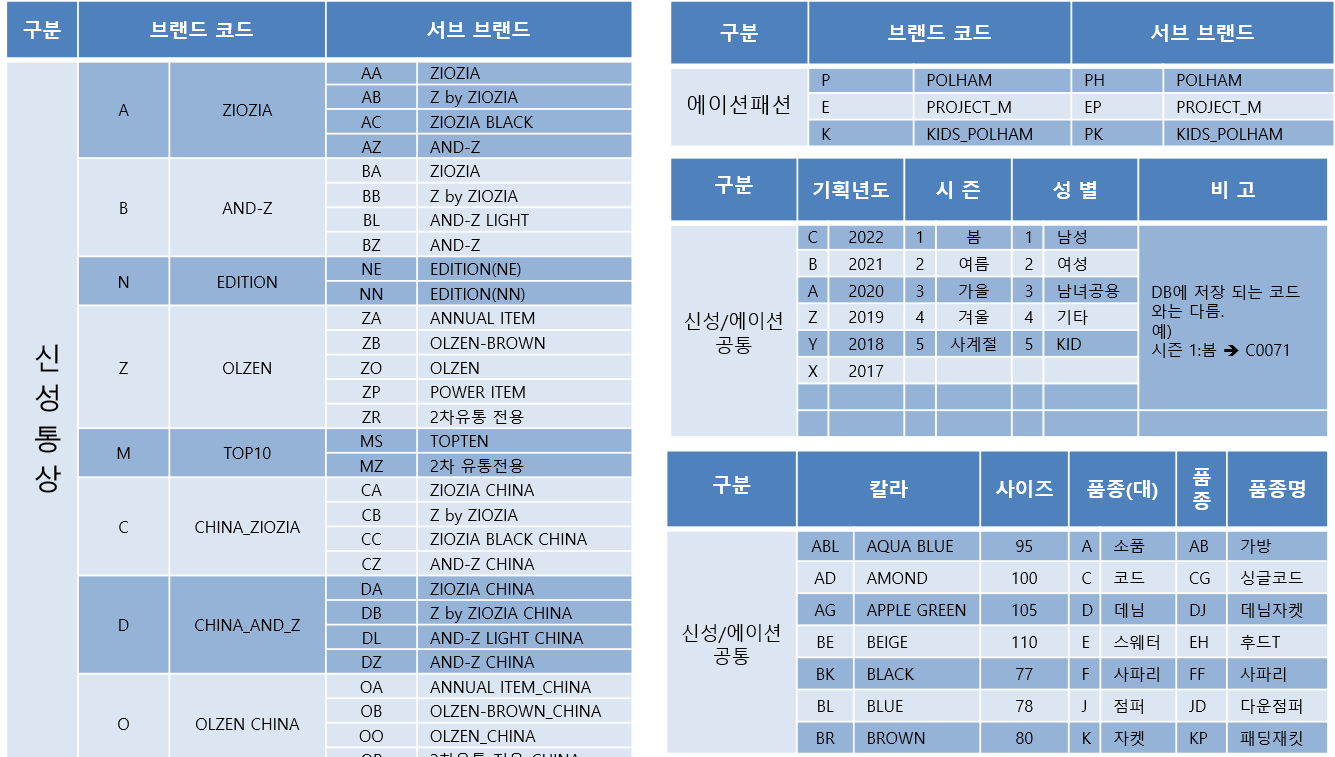 구분 브랜드 코드 서브 브랜드
신성통상
A ZIOZIA
AA ZIOZIA
AB Z by ZIOZIA
AC ZIOZIA BLACK
AZ AND-Z
B AND-Z
BA ZIOZIA
BB Z by ZIOZIA
BL AND-Z LIGHT
BZ AND-Z
N EDITION
NE EDITION(NE)
NN EDITION(NN)
Z OLZEN
ZA ANNUAL ITEM
ZB OLZEN-BROWN
ZO OLZEN
ZP POWER ITEM
ZR 2차유통 전용
M TOP10
MS TOPTEN
MZ 2차 유통전용
C CHINA_ZIOZIA
CA ZIOZIA CHINA
CB Z by ZIOZIA
CC ZIOZIA BLACK CHINA
CZ AND-Z CHINA
D CHINA_AND_Z
DA ZIOZIA CHINA
DB Z by ZIOZIA CHINA
DL AND-Z LIGHT CHINA
DZ AND-Z CHINA
O OLZEN CHINA
OA ANNUAL ITEM_CHINA
OB OLZEN-BROWN_CHINA
OO OLZEN_CHINA
구분 브랜드 코드 서브 브랜드
에이션패션
P POLHAM PH POLHAM
E PROJECT_M EP PROJECT_M
K KIDS_POLHAM PK KIDS_POLHAM
구분 기획년도 시 즌 성 별 비 고
신성/에이션
공통
C 2022 1 봄 1 남성
B 2021 2 여름 2 여성
A 2020 3 가을 3 남녀공용
Z 2019 4 겨울 4 기타
Y 2018 5 사계절 5 KID
X 2017
DB에 저장 되는 코드
와는 다름.
예)
시즌 1:봄 ➔ C0071
구분 칼라 사이즈 품종(대) 품종 품종명
신성/에이션
공통
ABL AQUA BLUE 95 A 소품 AB 가방
AD AMOND 100 C 코드 CG 싱글코드
AG APPLE GREEN 105 D 데님 DJ 데님자켓
BE BEIGE 110 E 스웨터 EH 후드T
BK BLACK 77 F 사파리 FF 사파리
BL BLUE 78 J 점퍼 JD 다운점퍼
BR BROWN 80 K 자켓 KP 패딩재킷